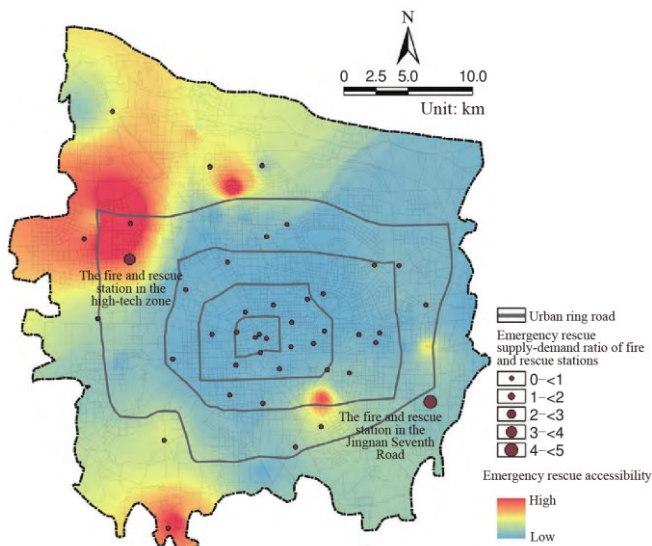 N
0 2.5 5.0 10.0
Unit: km
The fire and rescue
station in the
high-tech zone
The fire and rescue
station in the
Jingnan Seventh
Road
Urban ring road
Emergency rescue
supply-demand ratio of fire
and rescue stations
0-<1
1-<2
2-<3
3-<4
4-<5
Emergency rescue accessibility
High
Low